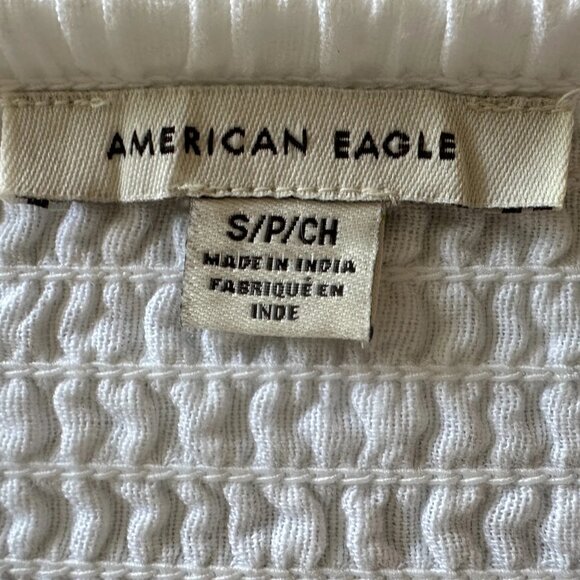 AMERICAN EAGLE
S/P/CH
MADE IN INDIA
FABRIQUÉ EN
INDE